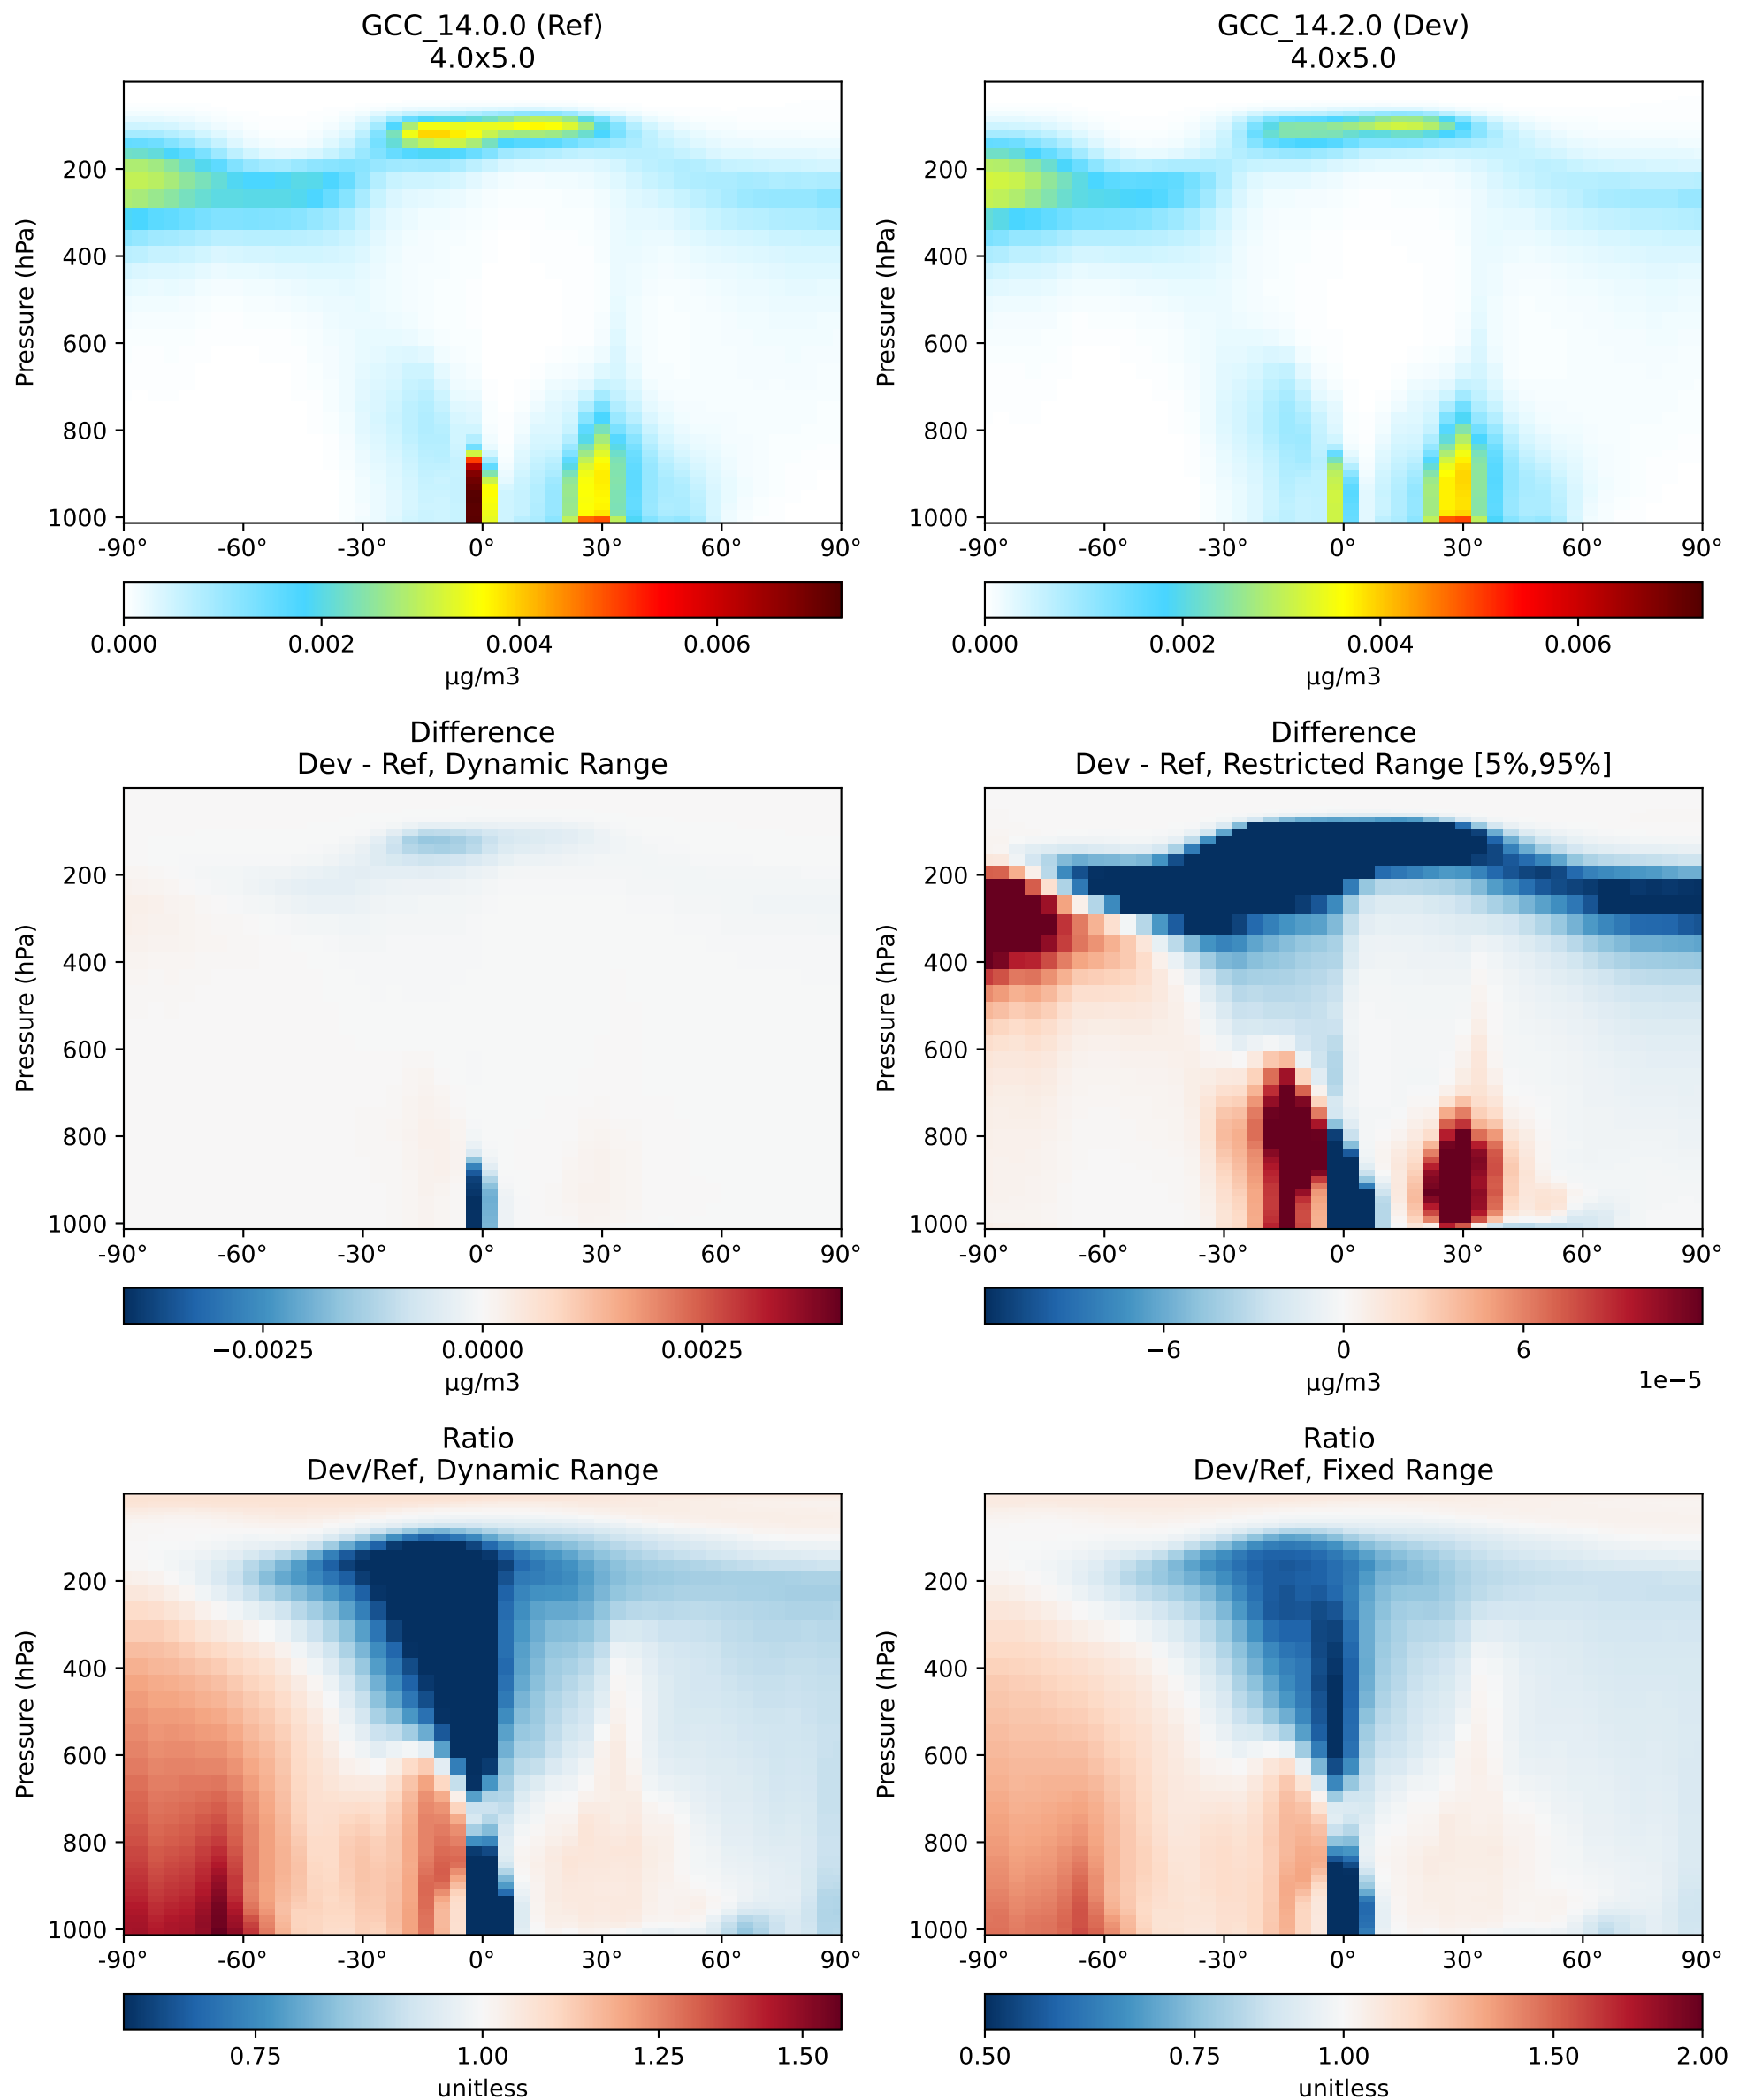 GCC_14.0.0 (Ref)
4.0x5.0
GCC_14.2.0 (Dev)
4.0x5.0
Pressure (hPa)
200
400
600
800
1000
-90° -60° -30° 0° 30° 60° 90°
0.000 0.002 0.004 0.006
µg/m3
Pressure (hPa)
200
400
600
800
1000
-90° -60° -30° 0° 30° 60° 90°
0.000 0.002 0.004 0.006
µg/m3
Difference
Dev - Ref, Dynamic Range
Pressure (hPa)
200
400
600
800
1000
-90° -60° -30° 0° 30° 60° 90°
−0.0025 0.0000 0.0025
µg/m3
Difference
Dev - Ref, Restricted Range [5%,95%]
Pressure (hPa)
200
400
600
800
1000
-90° -60° -30° 0° 30° 60° 90°
−6 0 6
µg/m3
1e−5
Ratio
Dev/Ref, Dynamic Range
Pressure (hPa)
200
400
600
800
1000
-90° -60° -30° 0° 30° 60° 90°
0.75 1.00 1.25 1.50
unitless
Ratio
Dev/Ref, Fixed Range
Pressure (hPa)
200
400
600
800
1000
-90° -60° -30° 0° 30° 60° 90°
0.50 0.75 1.00 1.50 2.00
unitless